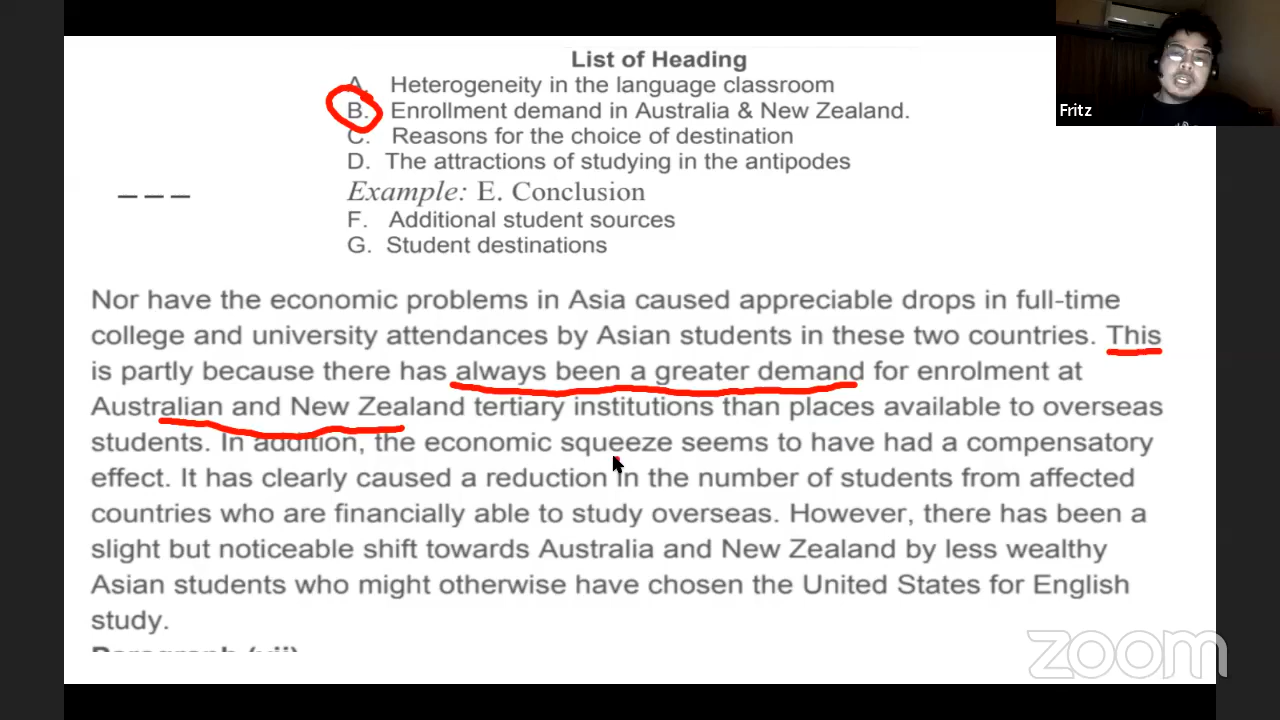 List of Heading
A. Heterogeneity in the language classroom
B. Enrollment demand in Australia & New Zealand.
C. Reasons for the choice of destination
D. The attractions of studying in the antipodes
Example: E. Conclusion
F. Additional student sources
G. Student destinations
Fritz
Nor have the economic problems in Asia caused appreciable drops in full-time
college and university attendances by Asian students in these two countries. This
is partly because there has always been a greater demand for enrolment at
Australian and New Zealand tertiary institutions than places available to overseas
students. In addition, the economic squeeze seems to have had a compensatory
effect. It has clearly caused a reduction in the number of students from affected
countries who are financially able to study overseas. However, there has been a
slight but noticeable shift towards Australia and New Zealand by less wealthy
Asian students who might otherwise have chosen the United States for English
study.
Paragraph (vii)
zoom